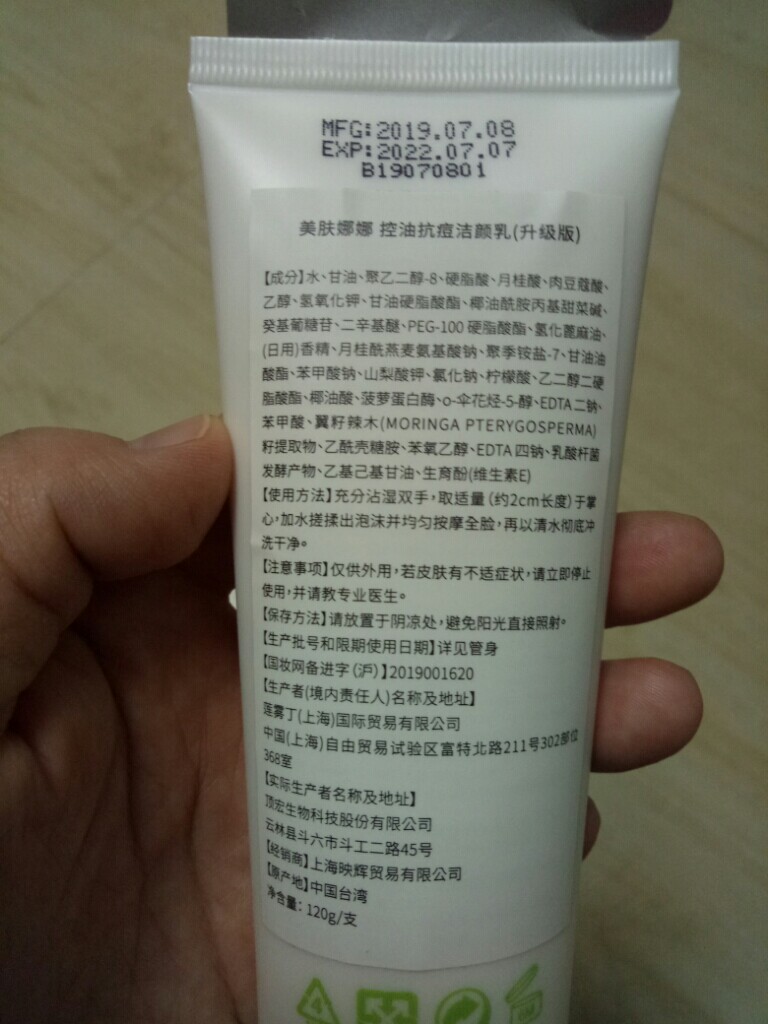 MFG:2019.07.08
EXP:2022.07.07
B19070801
美肤娜娜 控油抗痘洁颜乳(升级版)
【成分】水、甘油、聚乙二醇-8、硬脂酸、月桂酸、肉豆蔻酸、
乙醇、氢氧化钾、甘油硬脂酸酯、椰油酰胺丙基甜菜碱、
癸基葡糖苷、二辛基醚、PEG-100 硬脂酸酯、氢化蓖麻油、
(日用)香精、月桂酰燕麦氨基酸钠、聚季铵盐-7、甘油油
酸酯、苯甲酸钠、山梨酸钾、氯化钠、柠檬酸、乙二醇二硬
脂酸酯、椰油酸、菠萝蛋白酶、o-伞花烃-5-醇、EDTA 二钠、
苯甲酸、翼籽辣木(MORINGA PTERYGOSPERMA)
籽提取物、乙酰壳糖胺、苯氧乙醇、EDTA 四钠、乳酸杆菌
发酵产物、乙基己基甘油、生育酚(维生素E)
【使用方法】充分沾湿双手，取适量（约2cm长度）于掌
心，加水搓揉出泡沫并均匀按摩全脸，再以清水彻底冲
洗干净。
【注意事项】仅供外用，若皮肤有不适症状，请立即停止
使用，并请教专业医生。
【保存方法】请放置于阴凉处，避免阳光直接照射。
【生产批号和限期使用日期】详见管身
【国妆网备进字（沪）】2019001620
【生产者(境内责任人)名称及地址】
莲雾丁(上海)国际贸易有限公司
中国(上海)自由贸易试验区富特北路211号302部位
368室
【实际生产者名称及地址】
顶宏生物科技股份有限公司
云林县斗六市斗工二路45号
【经销商】上海映辉贸易有限公司
【原产地】中国台湾
净含量：120g/支
4